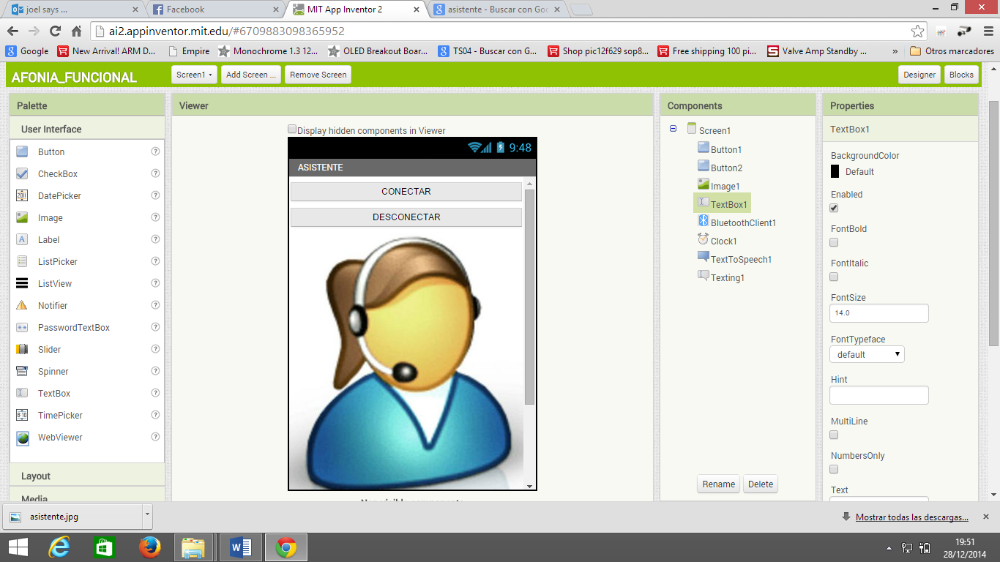 joel says ...
Facebook
MIT App Inventor 2
asistente - Buscar con Goo
ai2.appinventor.mit.edu/#6709883098365952
Google
New Arrival! ARM D...
Empire
Monochrome 1.3 12...
OLED Breakout Boar...
TS04 - Buscar con G...
Shop pic12f629 sop8...
Free shipping 100 pi...
Valve Amp Standby ...
»
Otros marcadores
AFONIA_FUNCIONAL
Screen1
Add Screen ...
Remove Screen
Designer
Blocks
Palette
User Interface
Button
CheckBox
DatePicker
Image
Label
ListPicker
ListView
Notifier
PasswordTextBox
Slider
Spinner
TextBox
TimePicker
WebViewer
Layout
Media
Viewer
Display hidden components in Viewer
9:48
ASISTENTE
CONECTAR
DESCONECTAR
Non-visible components
Components
Screen1
Button1
Button2
Image1
TextBox1
BluetoothClient1
Clock1
TextToSpeech1
Texting1
Rename
Delete
Properties
TextBox1
BackgroundColor
Default
Enabled
FontBold
FontItalic
FontSize
14.0
FontTypeface
default
Hint
MultiLine
NumbersOnly
Text
asistente.jpg
Mostrar todas las descargas...
19:51
28/12/2014